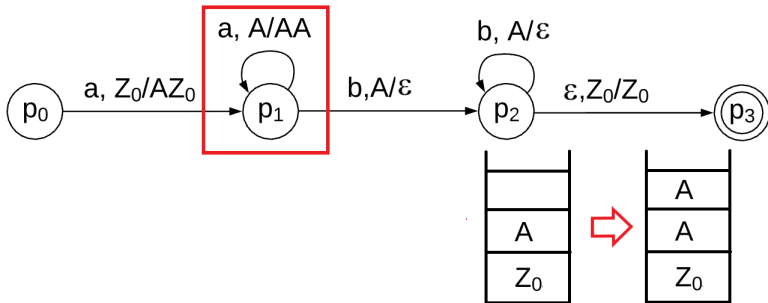 a, A/AA
b, A/ε
a, Z₀/AZ₀
b,A/ε
ε,Z₀/Z₀
p₀
p₁
p₂
p₃
A
A
A
Z₀
Z₀